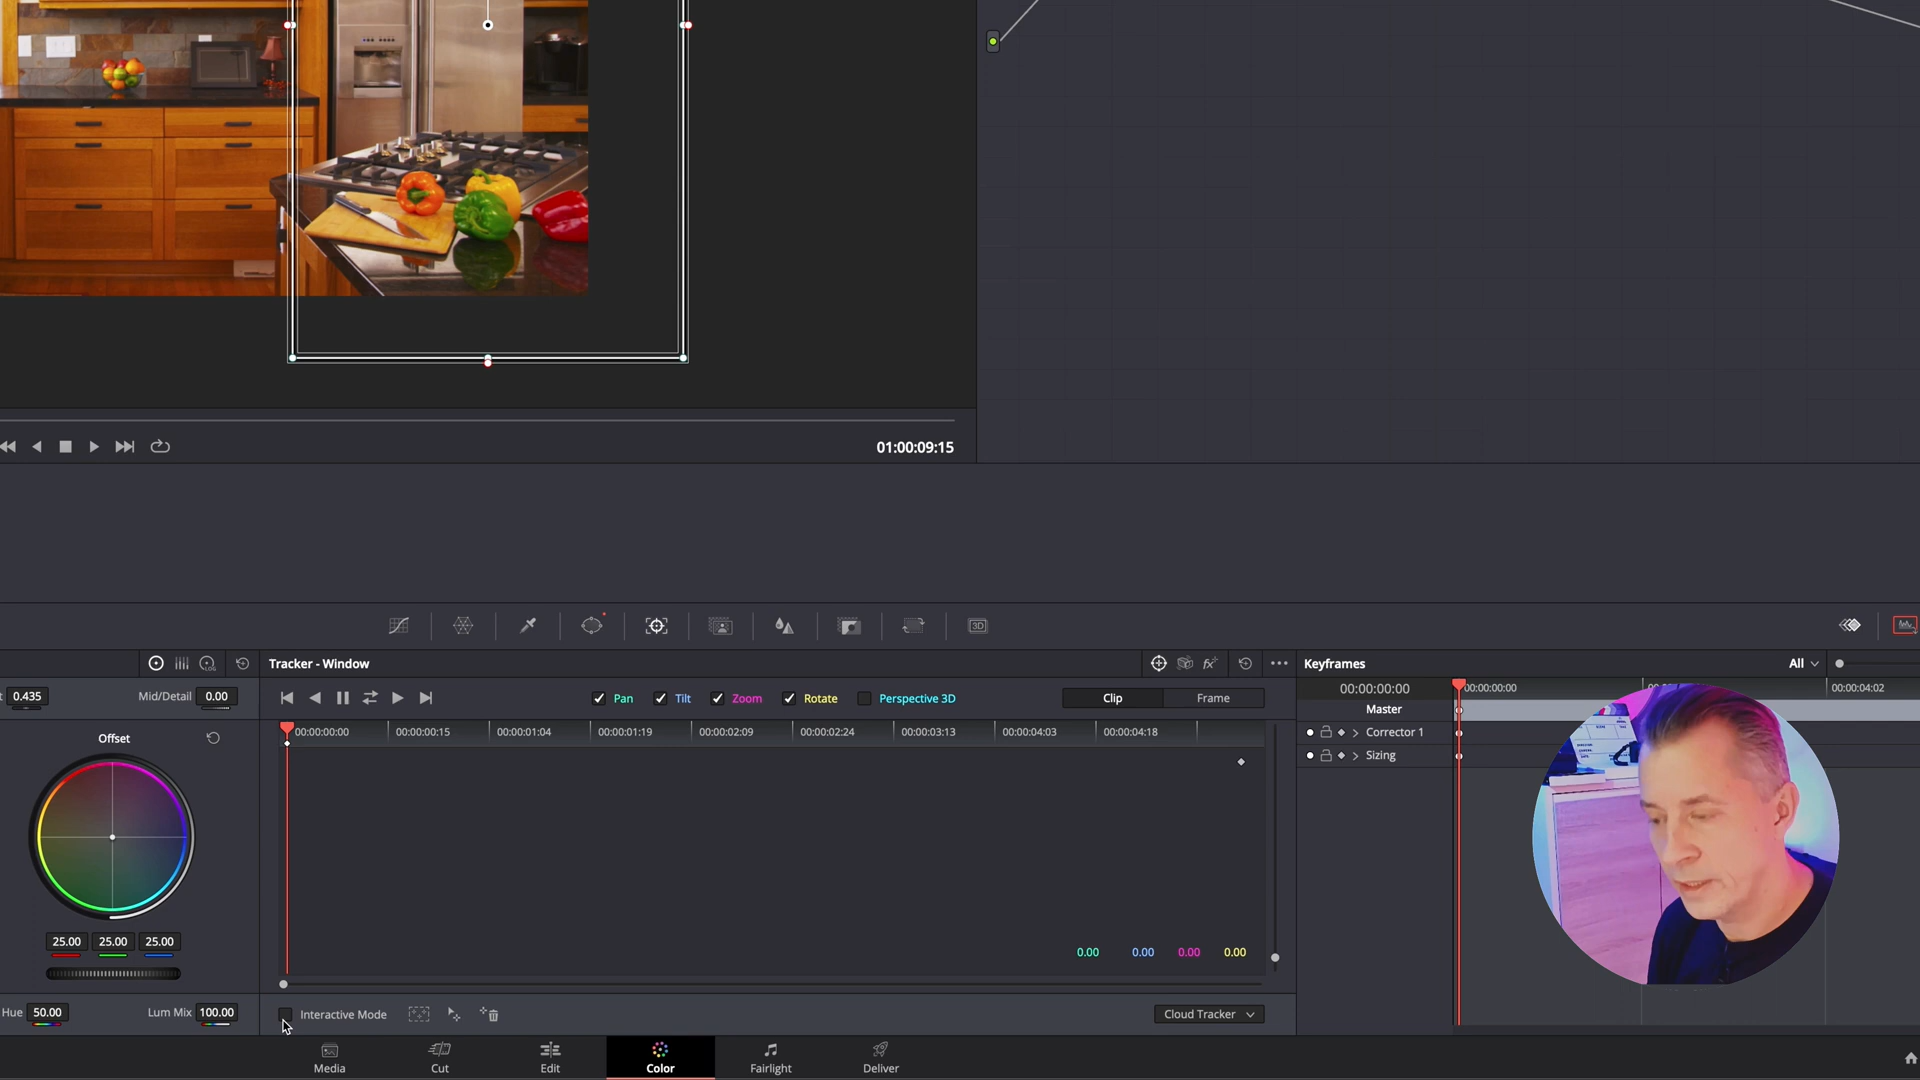 01:00:09:15
Tracker - Window
Keyframes
All
0.435
Mid/Detail
0.00
Pan
Tilt
Zoom
Rotate
Perspective 3D
Clip
Frame
00:00:00:00
00:00:00:00
00:00:04:02
Master
Offset
00:00:00:00
00:00:00:15
00:00:01:04
00:00:01:19
00:00:02:09
00:00:02:24
00:00:03:13
00:00:04:03
00:00:04:18
Corrector 1
Sizing
25.00
25.00
25.00
0.00
0.00
0.00
0.00
Hue
50.00
Lum Mix
100.00
Interactive Mode
Cloud Tracker
Media
Cut
Edit
Color
Fairlight
Deliver
3D
LOG